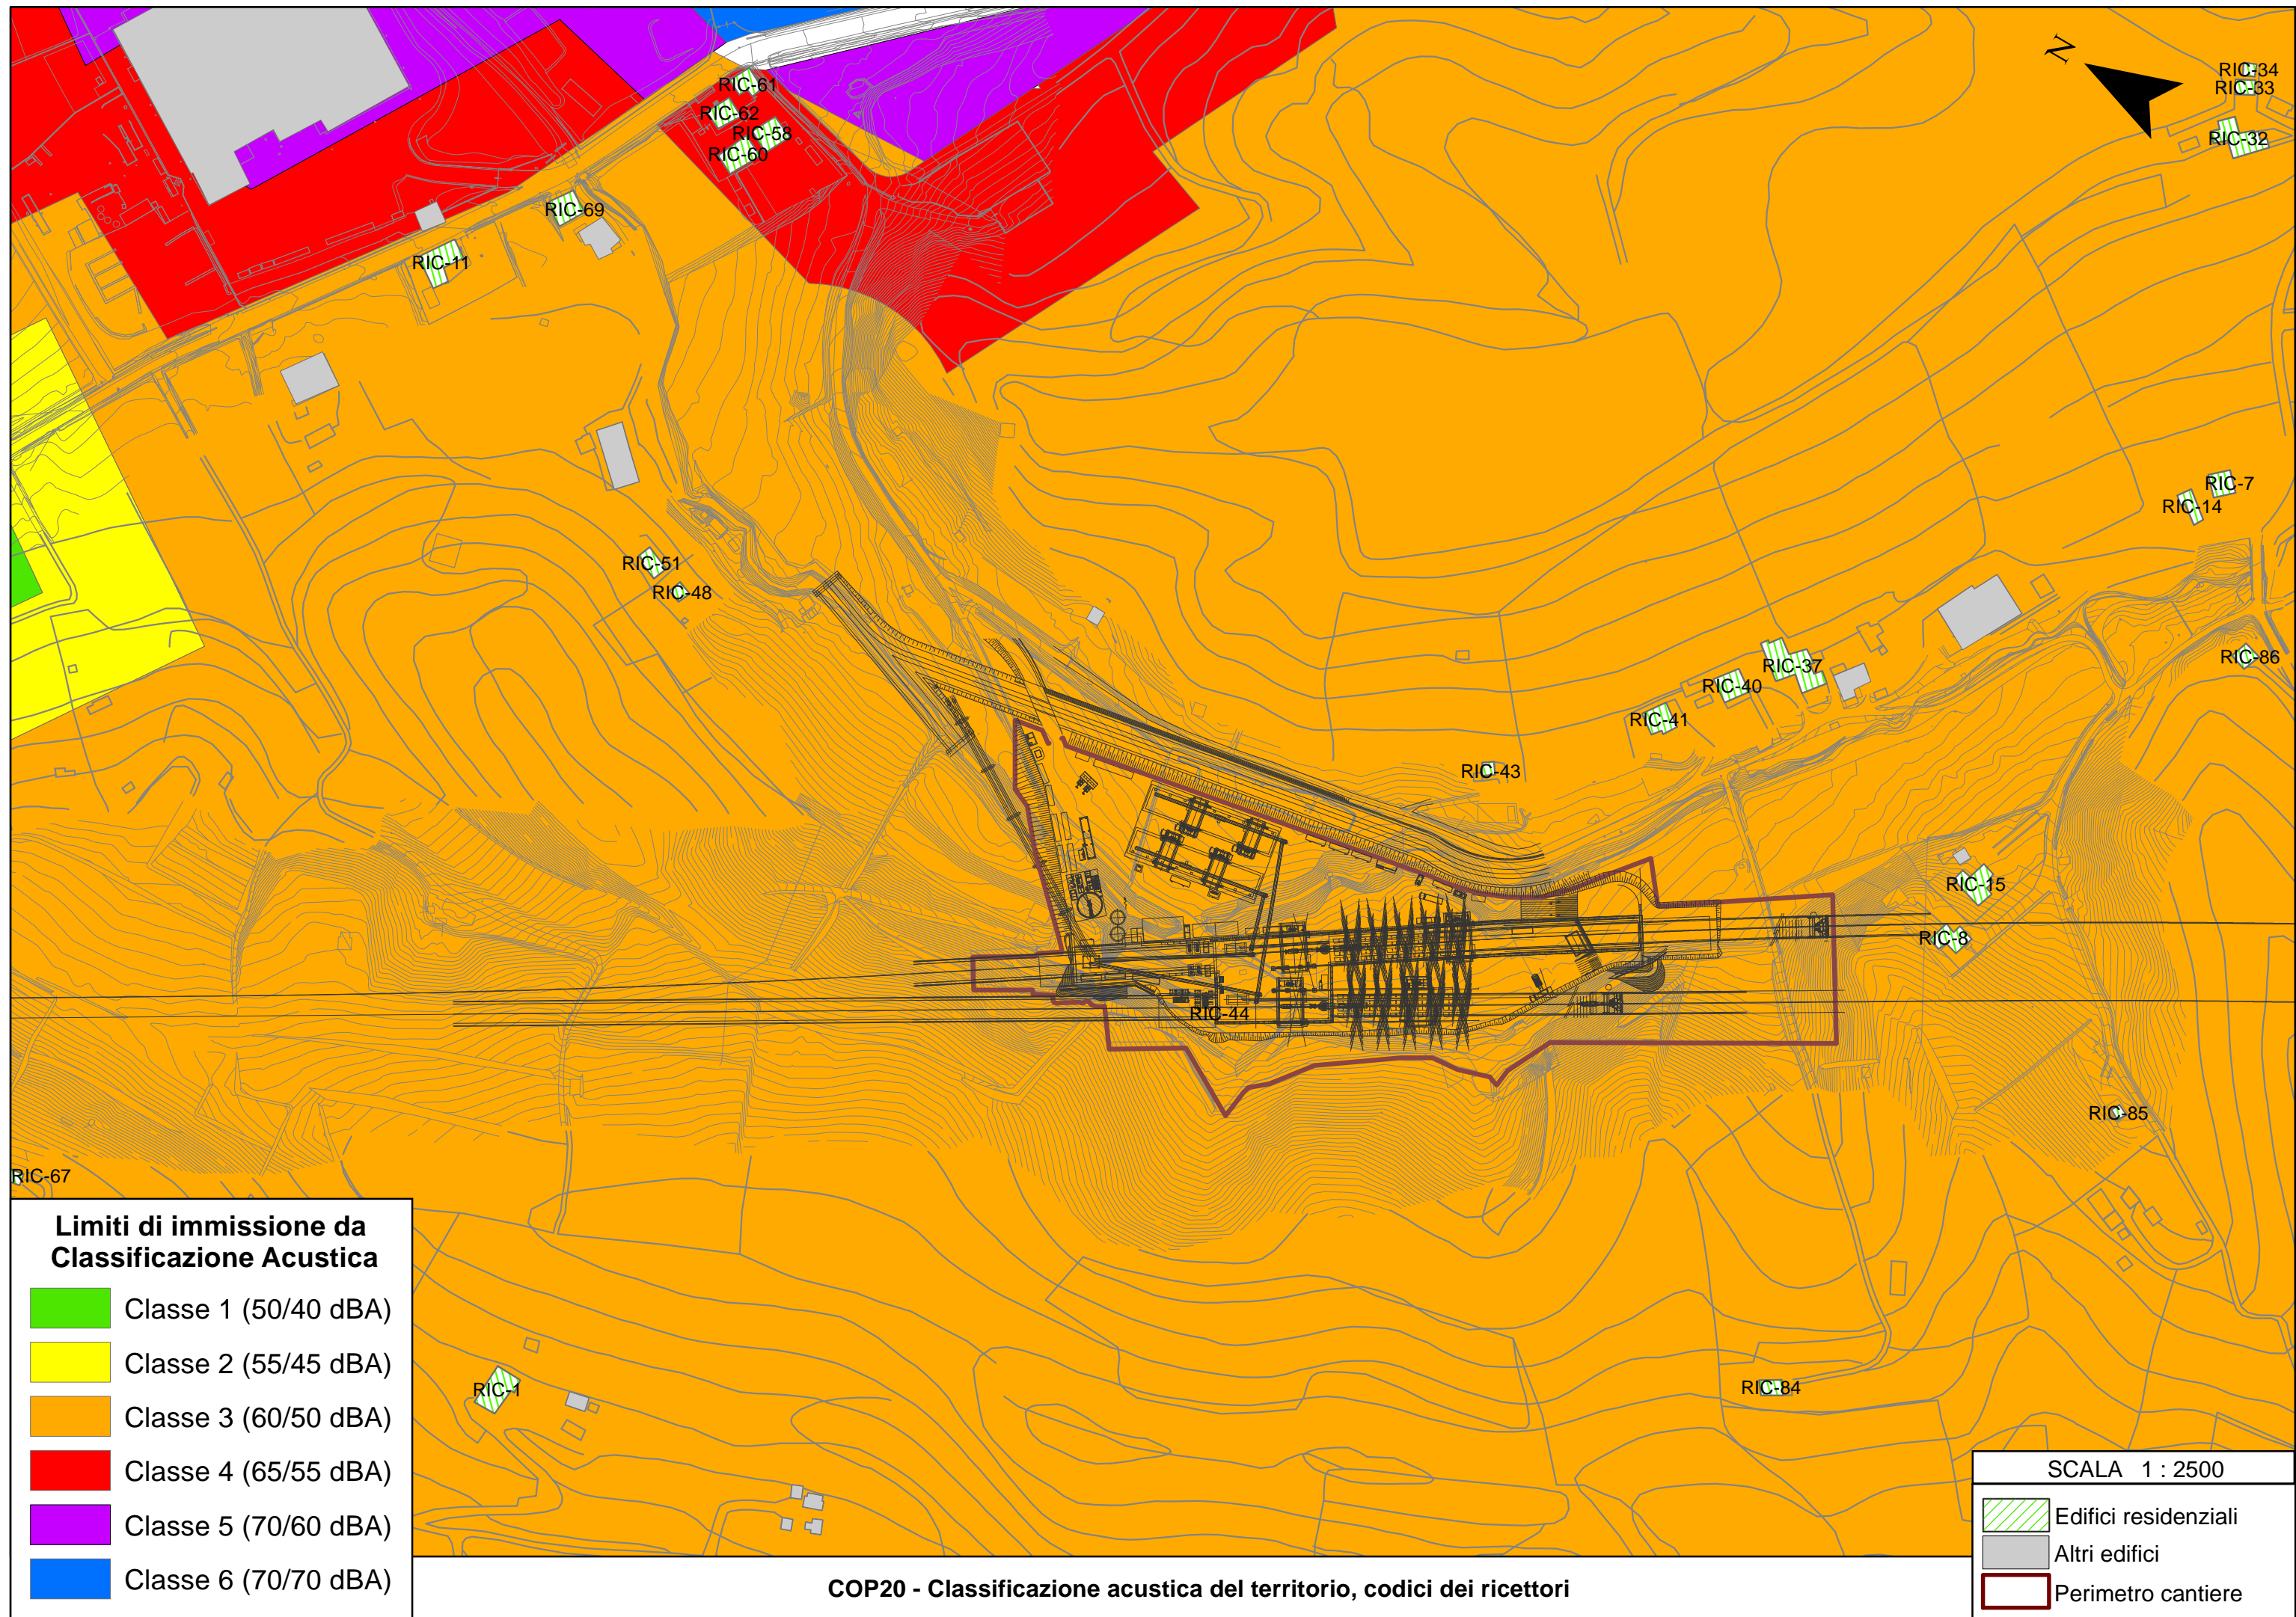 N
RIC-34
RIC-33
RIC-32
RIC-61
RIC-62
RIC-58
RIC-60
RIC-69
RIC-11
RIC-7
RIC-14
RIC-51
RIC-48
RIC-86
RIC-37
RIC-40
RIC-41
RIC-43
RIC-15
RIC-8
RIC-44
RIC-85
RIC-67
RIC-1
RIC-84
Limiti di immissione da
Classificazione Acustica
Classe 1 (50/40 dBA)
Classe 2 (55/45 dBA)
Classe 3 (60/50 dBA)
Classe 4 (65/55 dBA)
Classe 5 (70/60 dBA)
Classe 6 (70/70 dBA)
SCALA 1 : 2500
Edifici residenziali
Altri edifici
Perimetro cantiere
COP20 - Classificazione acustica del territorio, codici dei ricettori